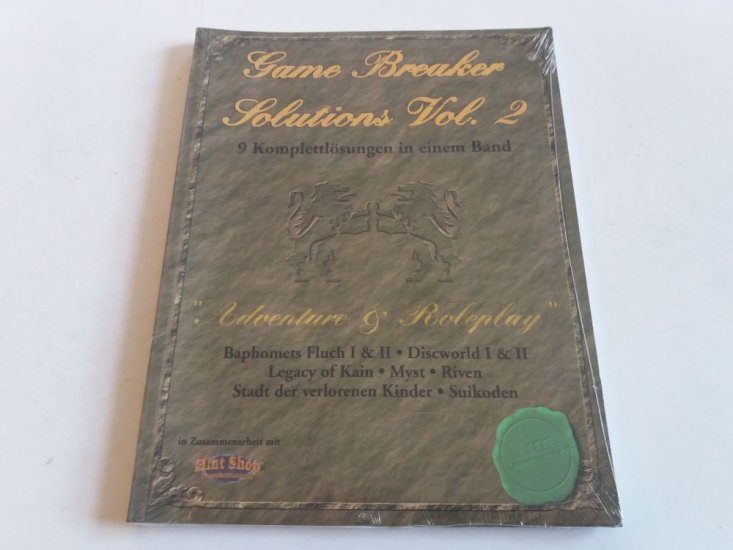 Game Breaker
Solutions Vol. 2
9 Komplettlösungen in einem Band
"Adventure & Roleplay"
Baphomets Fluch I & II • Discworld I & II
Legacy of Kain • Myst • Riven
Stadt der verlorenen Kinder • Suikoden
in Zusammenarbeit mit
Hint Shop